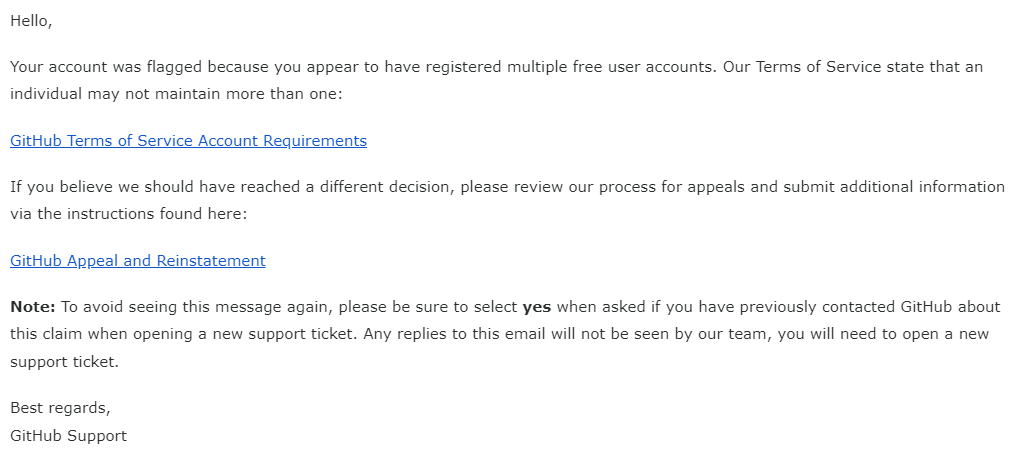 Hello,
Your account was flagged because you appear to have registered multiple free user accounts. Our Terms of Service state that an
individual may not maintain more than one:
GitHub Terms of Service Account Requirements
If you believe we should have reached a different decision, please review our process for appeals and submit additional information
via the instructions found here:
GitHub Appeal and Reinstatement
Note: To avoid seeing this message again, please be sure to select yes when asked if you have previously contacted GitHub about
this claim when opening a new support ticket. Any replies to this email will not be seen by our team, you will need to open a new
support ticket.
Best regards,
GitHub Support